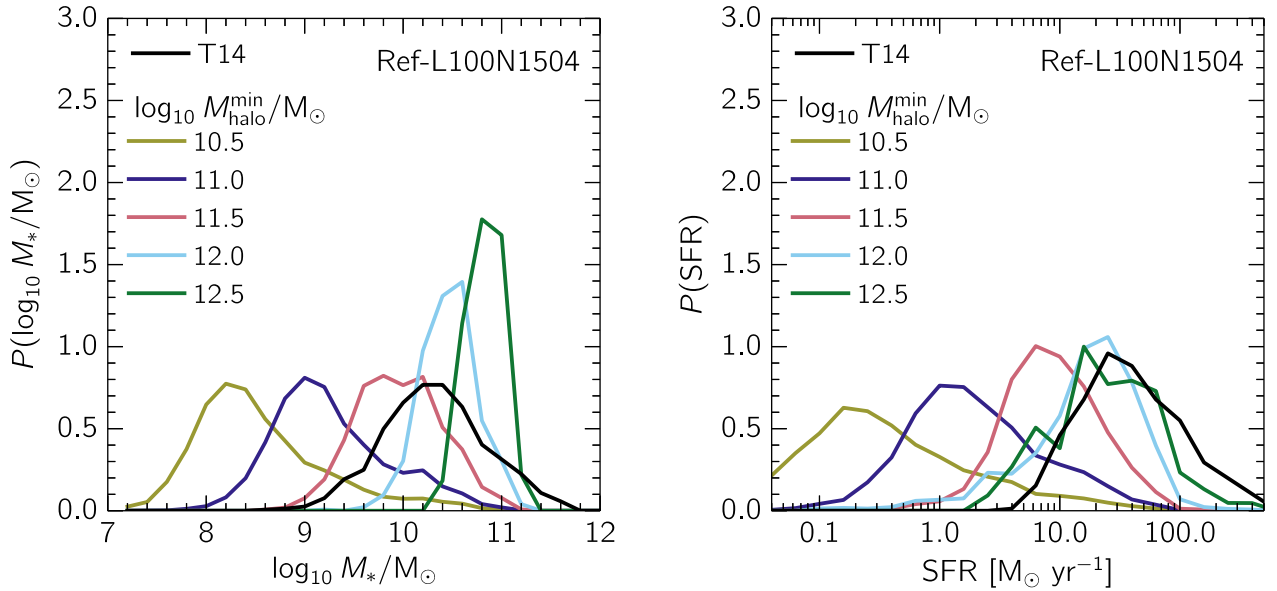 3.0
2.5
2.0
1.5
1.0
0.5
0.0
P(log₁₀ M∗/M⊙)
T14
Ref-L100N1504
log₁₀ M_halo^min/M⊙
10.5
11.0
11.5
12.0
12.5
7 8 9 10 11 12
log₁₀ M∗/M⊙
3.0
2.5
2.0
1.5
1.0
0.5
0.0
P(SFR)
T14
Ref-L100N1504
log₁₀ M_halo^min/M⊙
10.5
11.0
11.5
12.0
12.5
0.1 1.0 10.0 100.0
SFR [M⊙ yr⁻¹]